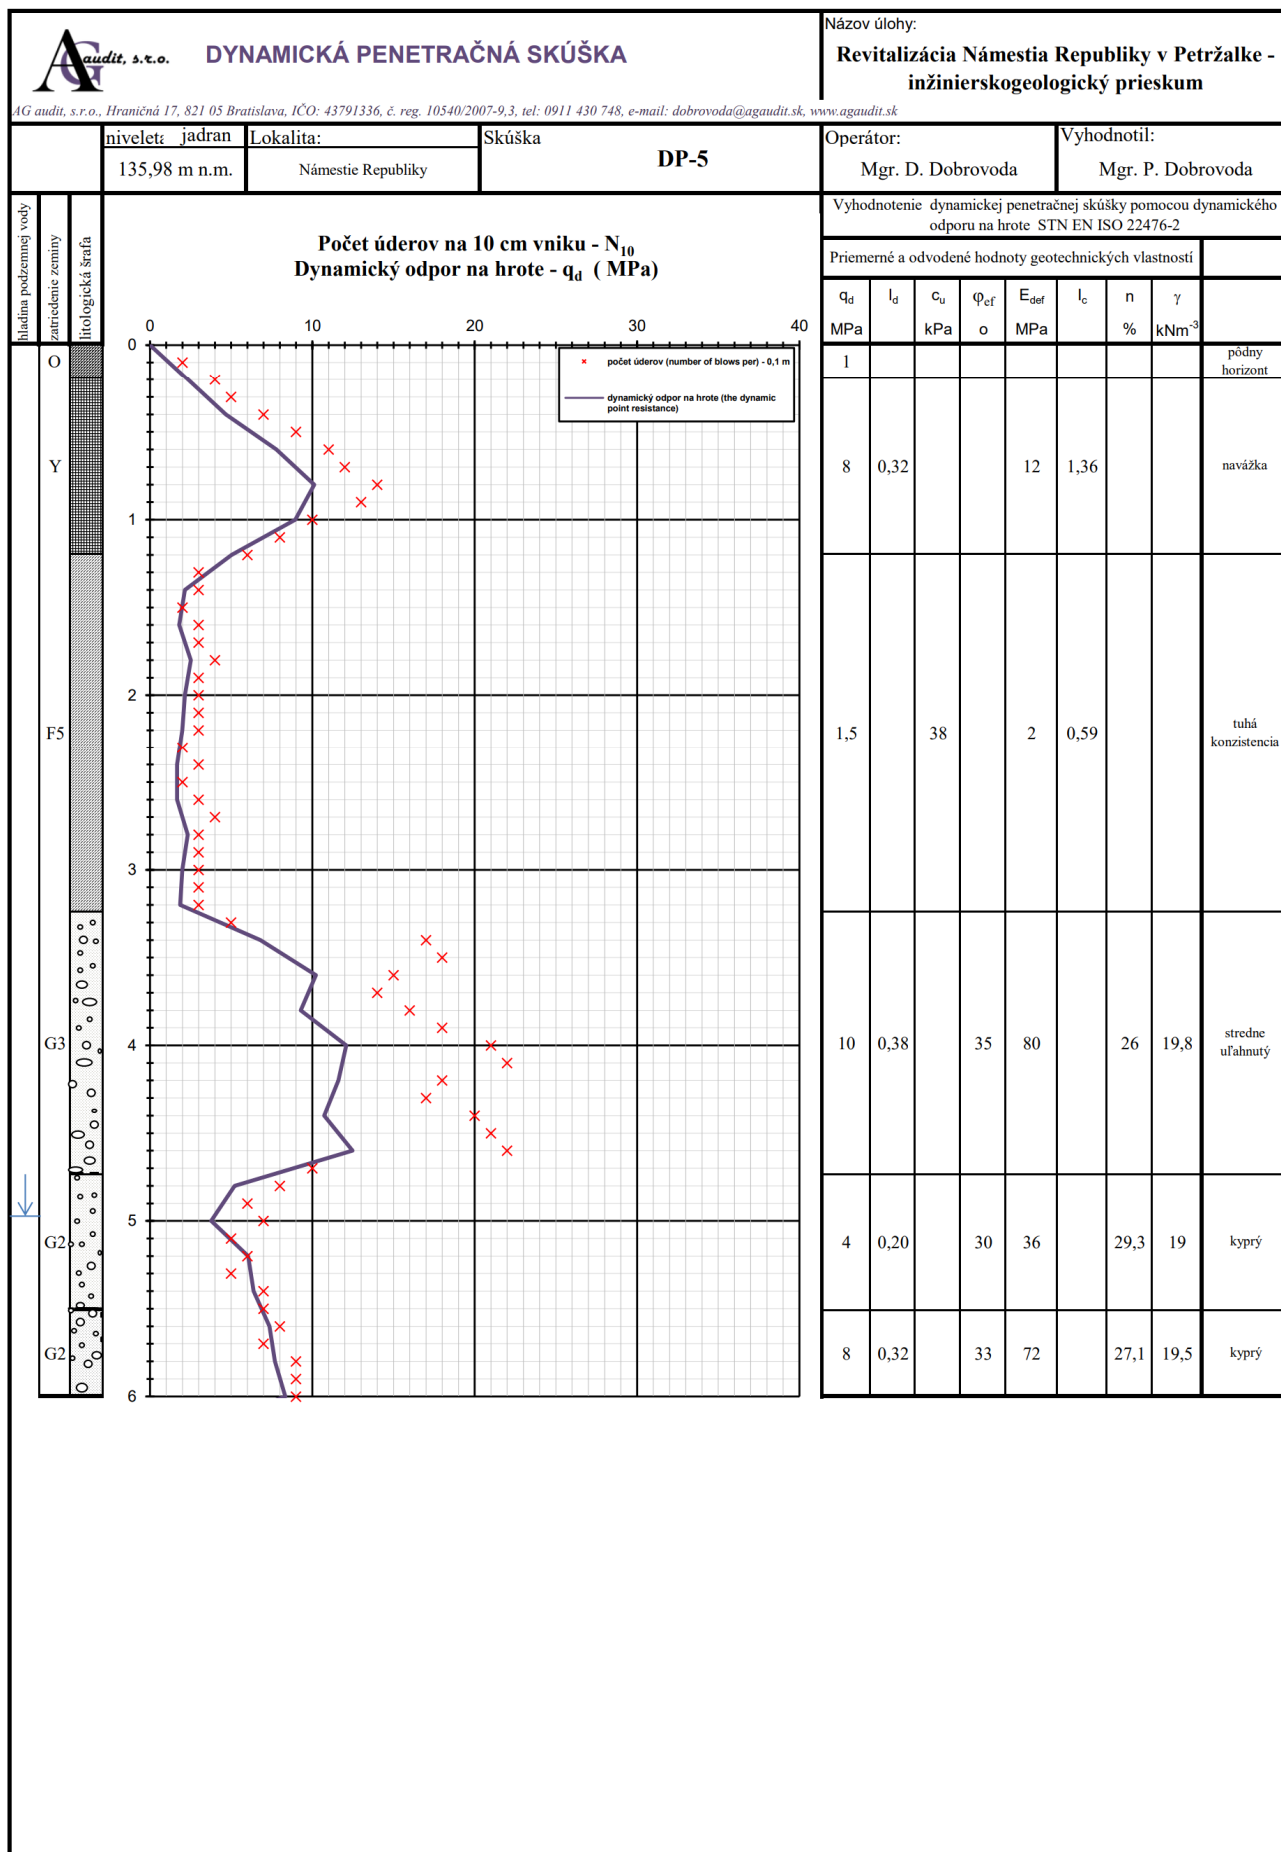 AG audit, s.r.o.
DYNAMICKÁ PENETRAČNÁ SKÚŠKA
Názov úlohy:
Revitalizácia Námestia Republiky v Petržalke -
inžinierskogeologický prieskum
AG audit, s.r.o., Hraničná 17, 821 05 Bratislava, IČO: 43791336, č. reg. 10540/2007-9,3, tel: 0911 430 748, e-mail: dobrovoda@agaudit.sk, www.agaudit.sk
niveleta jadran
135,98 m n.m.
Lokalita:
Námestie Republiky
Skúška
DP-5
Operátor:
Mgr. D. Dobrovoda
Vyhodnotil:
Mgr. P. Dobrovoda
hladina podzemnej vody
zatriedenie zeminy
litologická šrafa
Počet úderov na 10 cm vniku - N10
Dynamický odpor na hrote - qd ( MPa)
Vyhodnotenie dynamickej penetračnej skúšky pomocou dynamického
odporu na hrote STN EN ISO 22476-2
Priemerné a odvodené hodnoty geotechnických vlastností
qd Id cu φef Edef Ic n γ
MPa kPa o MPa % kNm-3
0 10 20 30 40
počet úderov (number of blows per) - 0,1 m
dynamický odpor na hrote (the dynamic
point resistance)
0
1
2
3
4
5
6
O
1
pôdny
horizont
Y
8 0,32 12 1,36 navážka
F5
1,5 38 2 0,59
tuhá
konzistencia
G3
10 0,38 35 80 26 19,8
stredne
uľahnutý
G2
4 0,20 30 36 29,3 19 kyprý
G2
8 0,32 33 72 27,1 19,5 kyprý